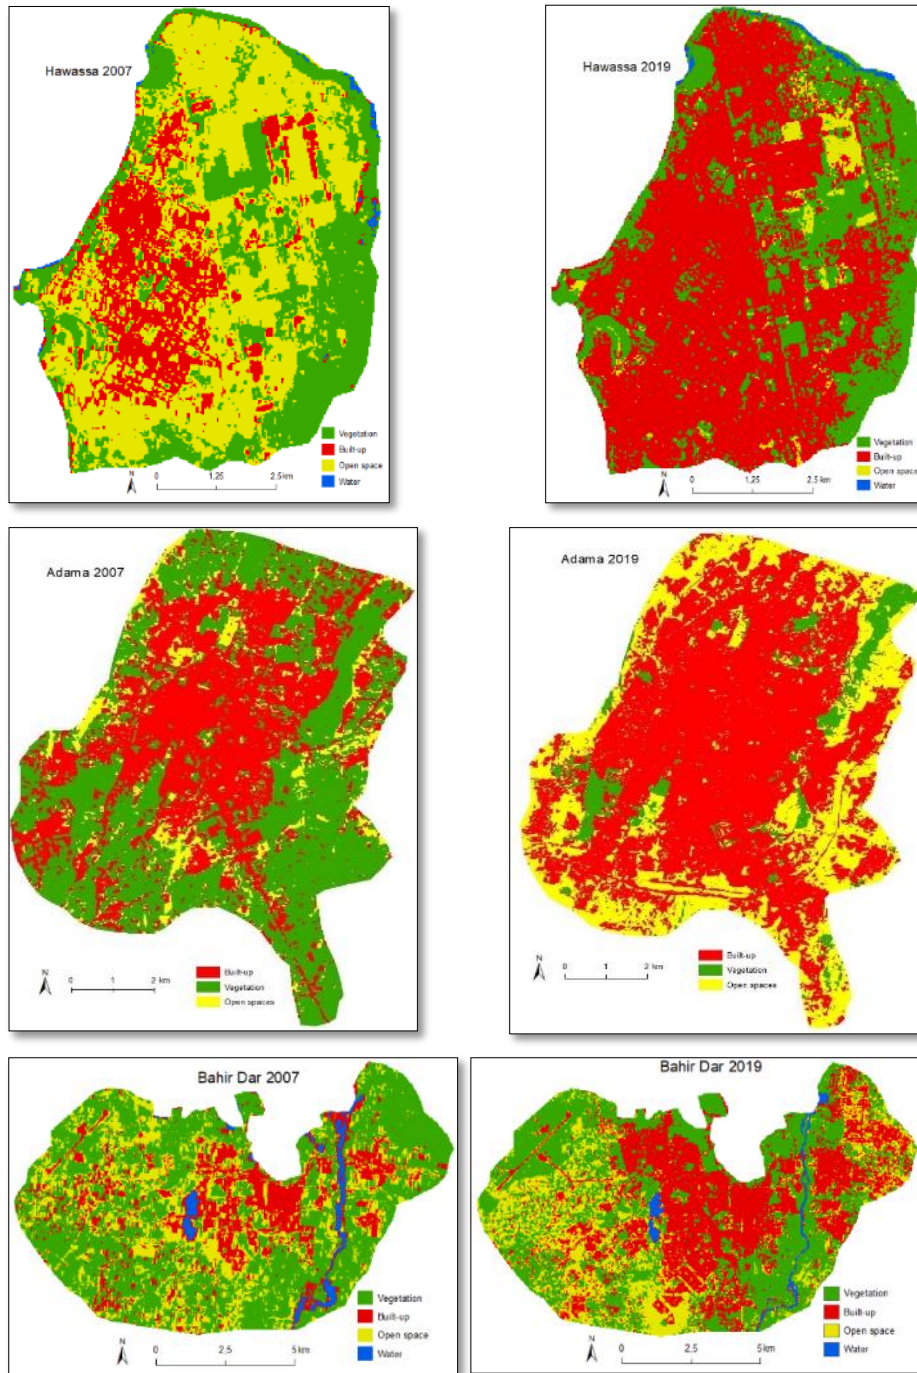 Hawassa 2007
Vegetation
Built-up
Open space
Water
N
0 1.25 2.5 km
Hawassa 2019
Vegetation
Built-up
Open space
Water
N
0 1.25 2.5 km
Adama 2007
Built-up
Vegetation
Open spaces
N
0 1 2 km
Adama 2019
Built-up
Vegetation
Open spaces
N
0 1 2 km
Bahir Dar 2007
Vegetation
Built-up
Open space
Water
N
0 2.5 5 km
Bahir Dar 2019
Vegetation
Built-up
Open space
Water
N
0 2.5 5 km